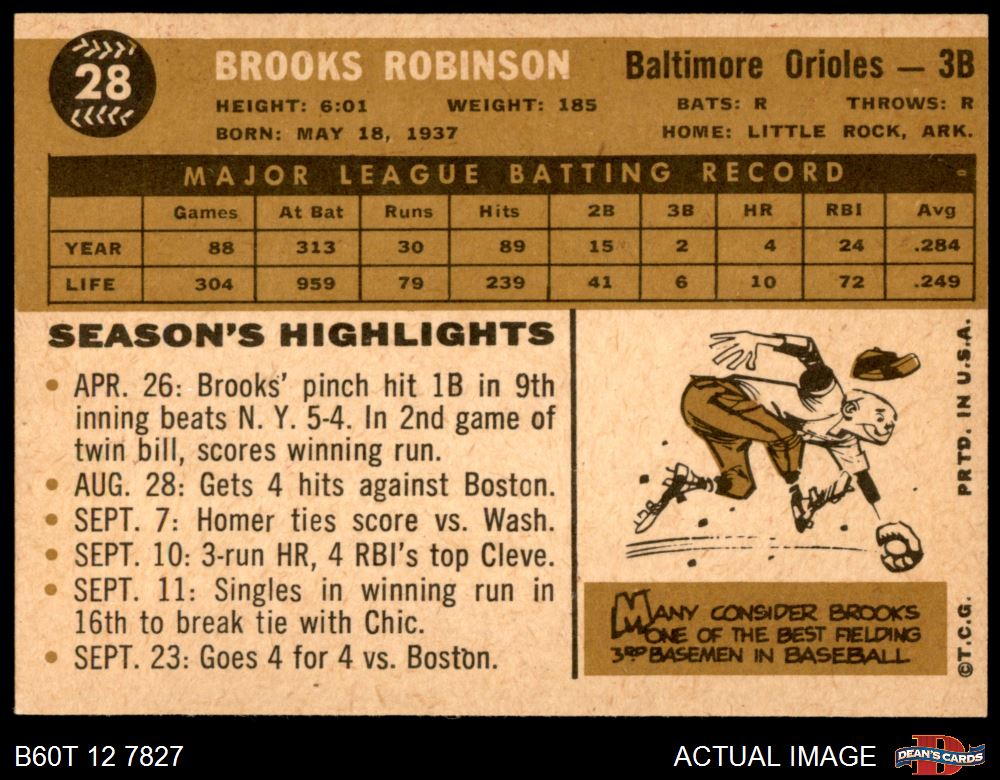 28
BROOKS ROBINSON
Baltimore Orioles — 3B
HEIGHT: 6:01 WEIGHT: 185 BATS: R THROWS: R
BORN: MAY 18, 1937 HOME: LITTLE ROCK, ARK.
MAJOR LEAGUE BATTING RECORD
Games At Bat Runs Hits 2B 3B HR RBI Avg
YEAR 88 313 30 89 15 2 4 24 .284
LIFE 304 959 79 239 41 6 10 72 .249
SEASON'S HIGHLIGHTS
• APR. 26: Brooks' pinch hit 1B in 9th
inning beats N. Y. 5-4. In 2nd game of
twin bill, scores winning run.
• AUG. 28: Gets 4 hits against Boston.
• SEPT. 7: Homer ties score vs. Wash.
• SEPT. 10: 3-run HR, 4 RBI's top Cleve.
• SEPT. 11: Singles in winning run in
16th to break tie with Chic.
• SEPT. 23: Goes 4 for 4 vs. Boston.
MANY CONSIDER BROOKS
ONE OF THE BEST FIELDING
3RD BASEMEN IN BASEBALL
PRTD. IN U.S.A.
©T.C.G.
B60T 12 7827
ACTUAL IMAGE
DEAN'S CARDS